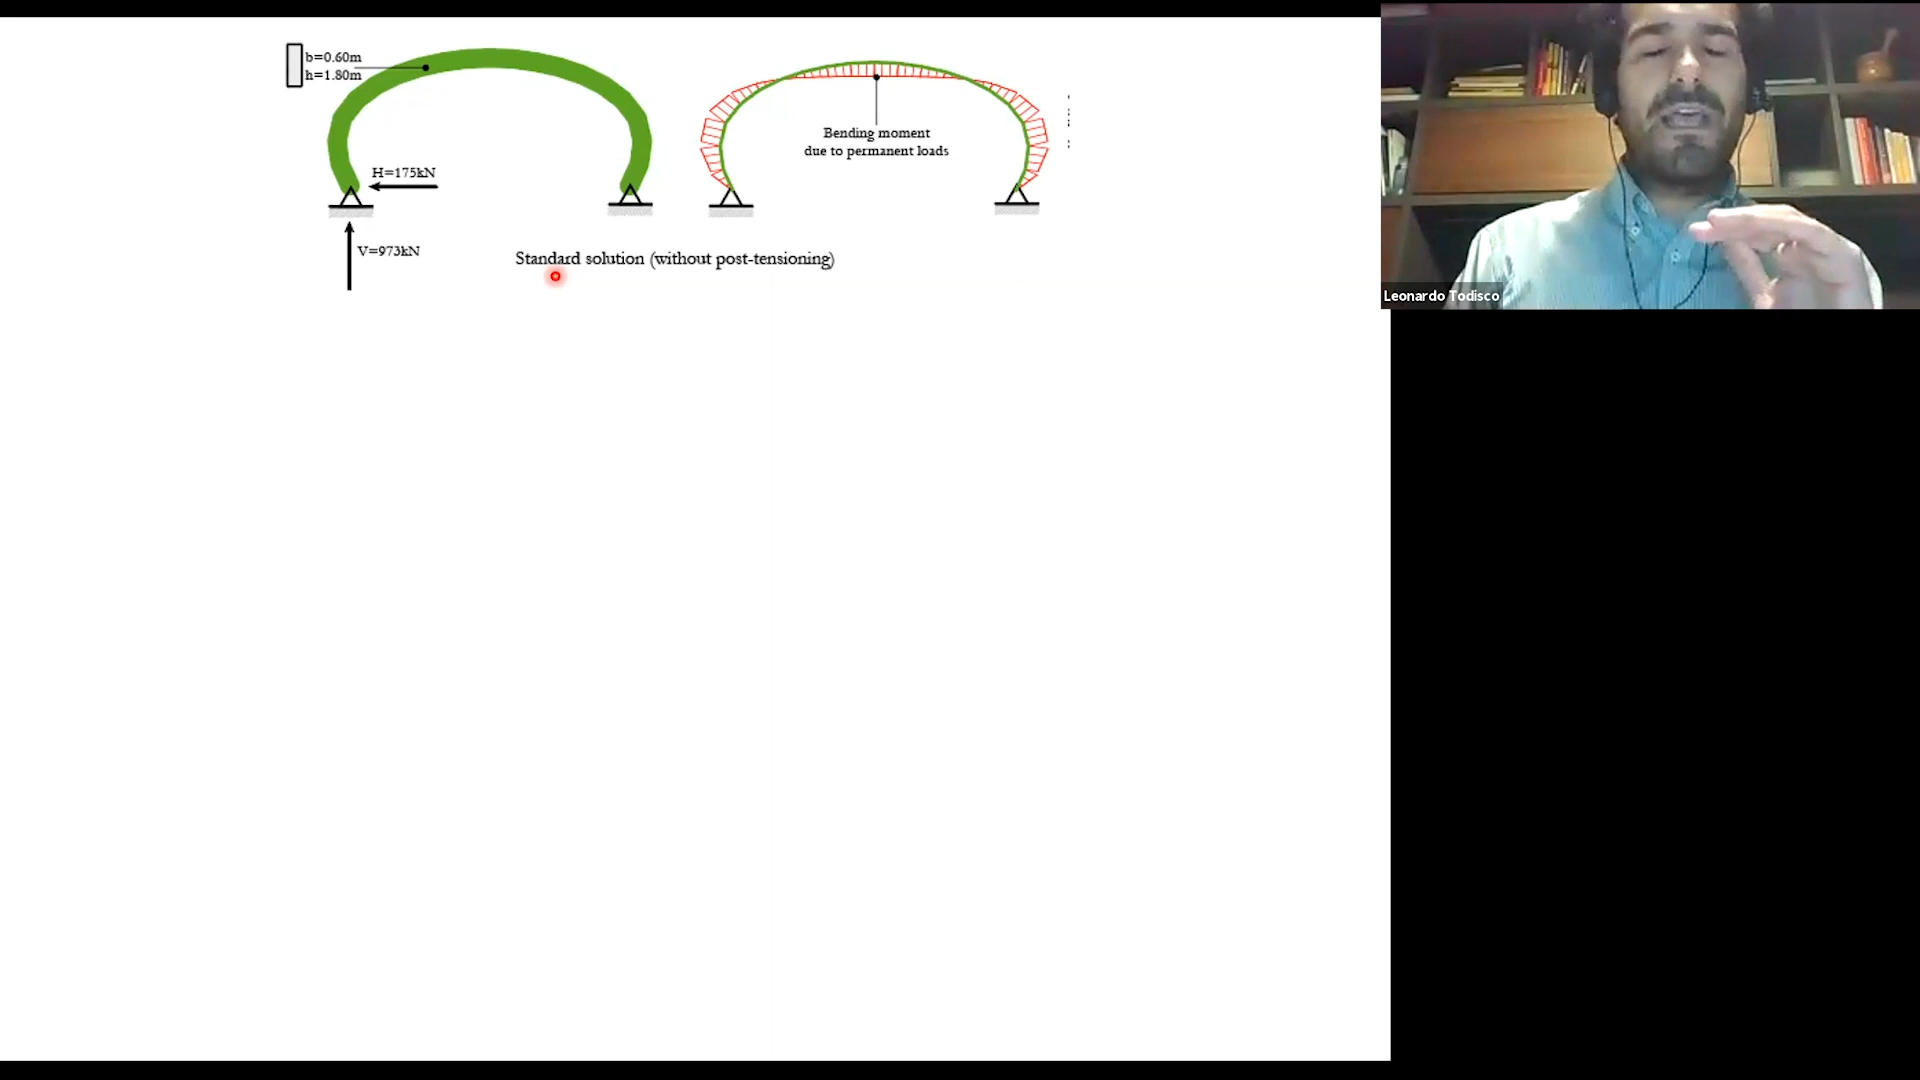 b=0.60m
h=1.80m
H=175kN
V=973kN
Bending moment
due to permanent loads
Standard solution (without post-tensioning)
Leonardo Todisco